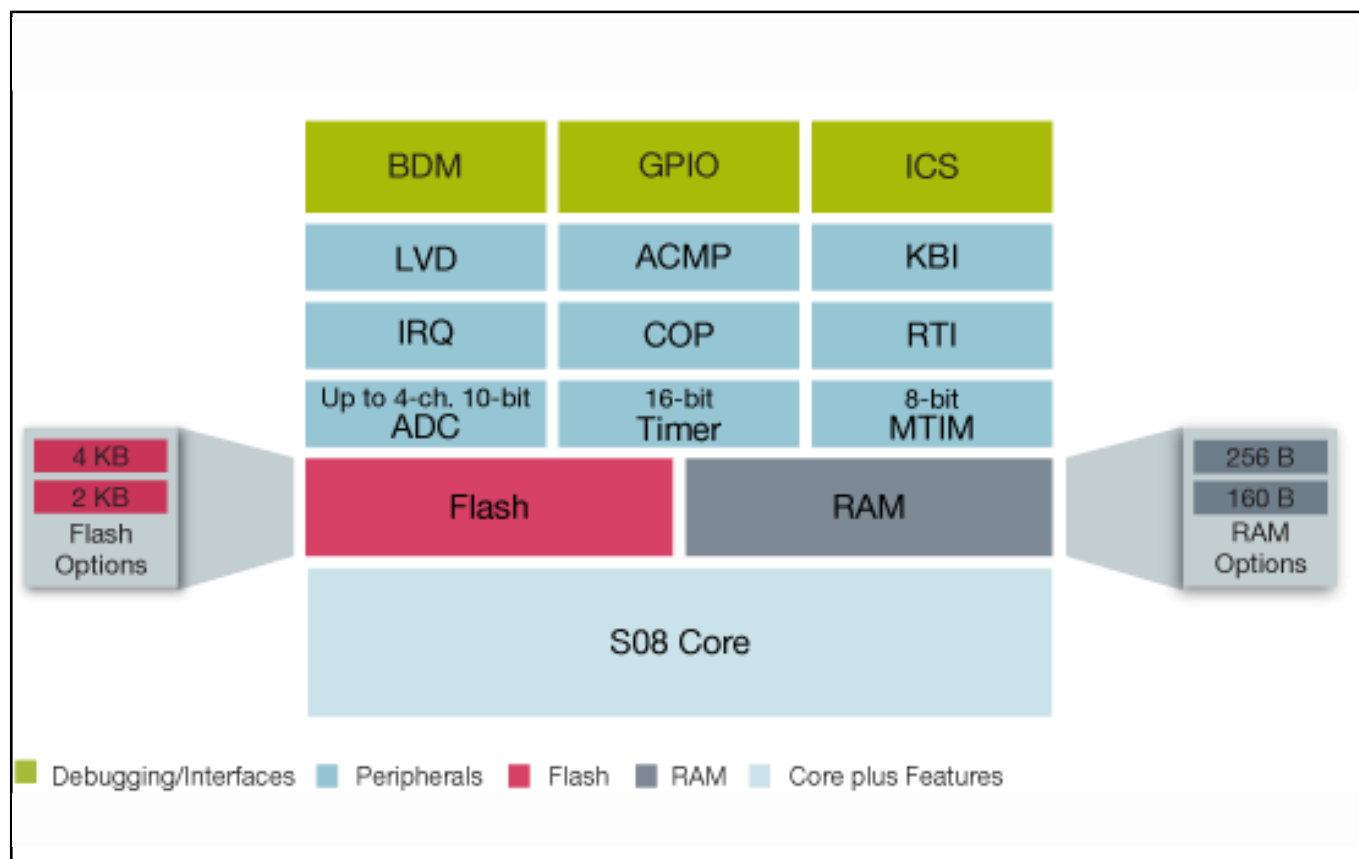 BDM
GPIO
ICS
LVD
ACMP
KBI
IRQ
COP
RTI
Up to 4-ch. 10-bit
ADC
16-bit
Timer
8-bit
MTIM
4 KB
2 KB
Flash
Options
Flash
RAM
256 B
160 B
RAM
Options
S08 Core
Debugging/Interfaces
Peripherals
Flash
RAM
Core plus Features